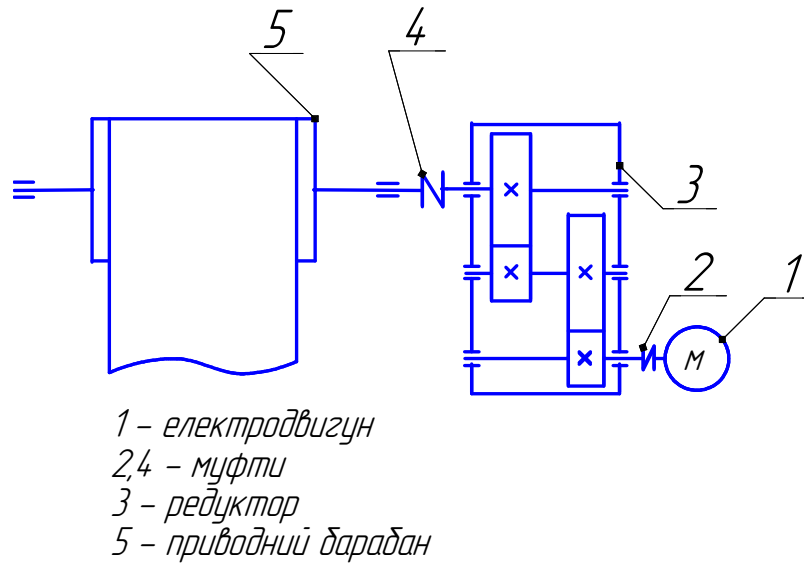 5
4
3
2
1
М
1 – електродвигун
2,4 – муфти
3 – редуктор
5 – приводний барабан